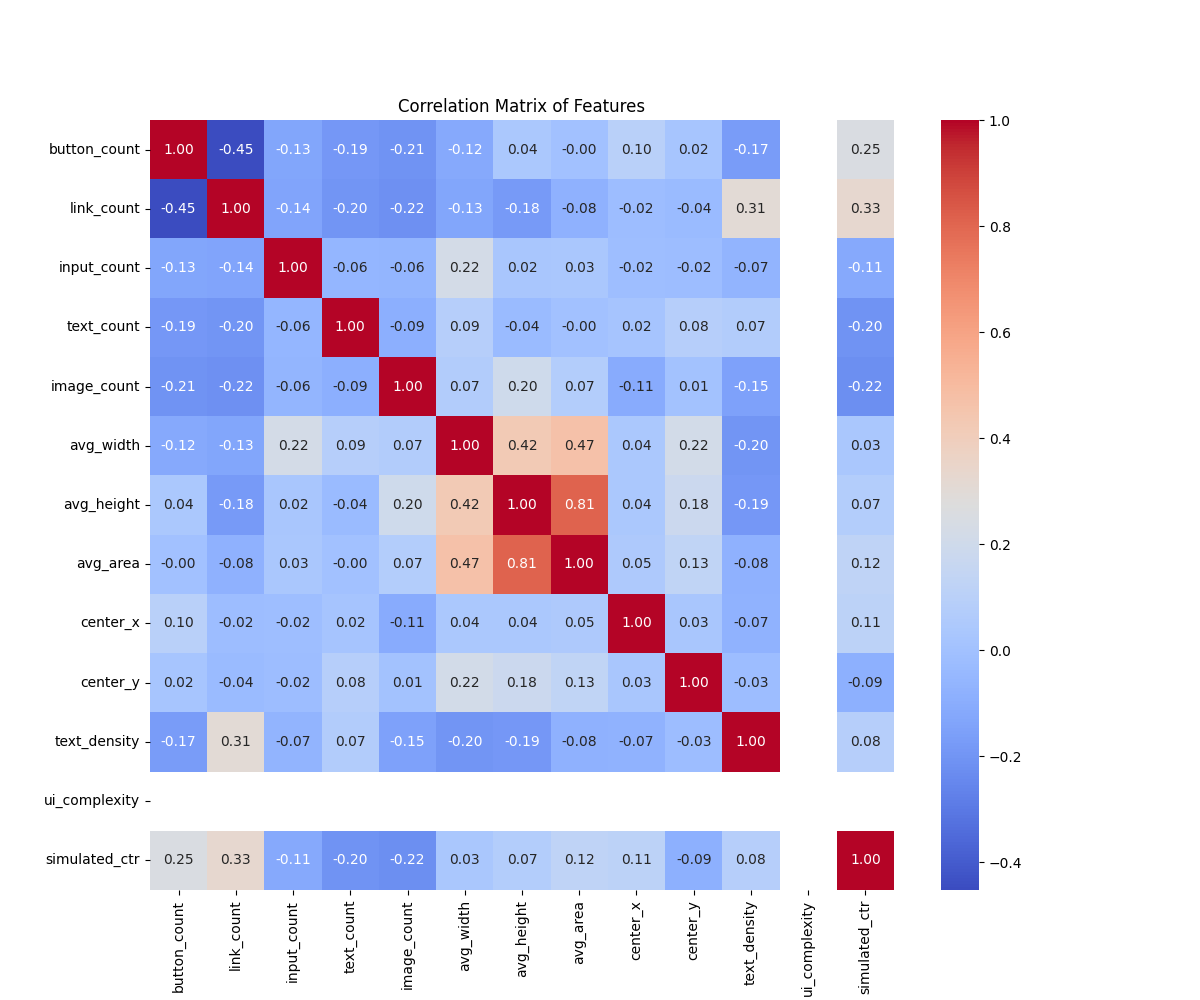 Correlation Matrix of Features
button_count 1.00 -0.45 -0.13 -0.19 -0.21 -0.12 0.04 -0.00 0.10 0.02 -0.17 0.25
link_count -0.45 1.00 -0.14 -0.20 -0.22 -0.13 -0.18 -0.08 -0.02 -0.04 0.31 0.33
input_count -0.13 -0.14 1.00 -0.06 -0.06 0.22 0.02 0.03 -0.02 -0.02 -0.07 -0.11
text_count -0.19 -0.20 -0.06 1.00 -0.09 0.09 -0.04 -0.00 0.02 0.08 0.07 -0.20
image_count -0.21 -0.22 -0.06 -0.09 1.00 0.07 0.20 0.07 -0.11 0.01 -0.15 -0.22
avg_width -0.12 -0.13 0.22 0.09 0.07 1.00 0.42 0.47 0.04 0.22 -0.20 0.03
avg_height 0.04 -0.18 0.02 -0.04 0.20 0.42 1.00 0.81 0.04 0.18 -0.19 0.07
avg_area -0.00 -0.08 0.03 -0.00 0.07 0.47 0.81 1.00 0.05 0.13 -0.08 0.12
center_x 0.10 -0.02 -0.02 0.02 -0.11 0.04 0.04 0.05 1.00 0.03 -0.07 0.11
center_y 0.02 -0.04 -0.02 0.08 0.01 0.22 0.18 0.13 0.03 1.00 -0.03 -0.09
text_density -0.17 0.31 -0.07 0.07 -0.15 -0.20 -0.19 -0.08 -0.07 -0.03 1.00 0.08
ui_complexity
simulated_ctr 0.25 0.33 -0.11 -0.20 -0.22 0.03 0.07 0.12 0.11 -0.09 0.08 1.00
button_count
link_count
input_count
text_count
image_count
avg_width
avg_height
avg_area
center_x
center_y
text_density
ui_complexity
simulated_ctr
1.0
0.8
0.6
0.4
0.2
0.0
−0.2
−0.4